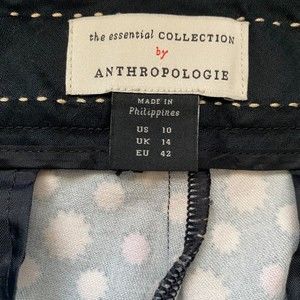 the essential COLLECTION
by
ANTHROPOLOGIE
MADE IN
Philippines
US 10
UK 14
EU 42